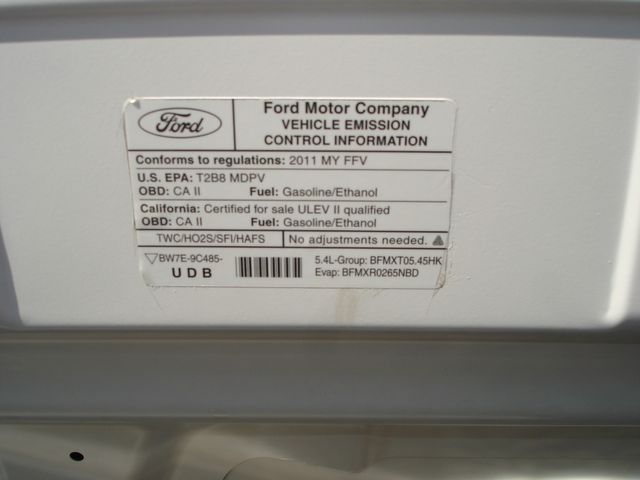 Ford
Ford Motor Company
VEHICLE EMISSION
CONTROL INFORMATION
Conforms to regulations: 2011 MY FFV
U.S. EPA: T2B8 MDPV
OBD: CA II Fuel: Gasoline/Ethanol
California: Certified for sale ULEV II qualified
OBD: CA II Fuel: Gasoline/Ethanol
TWC/HO2S/SFI/HAFS No adjustments needed.
BW7E-9C485-
UDB
5.4L-Group: BFMXT05.45HK
Evap: BFMXR0265NBD